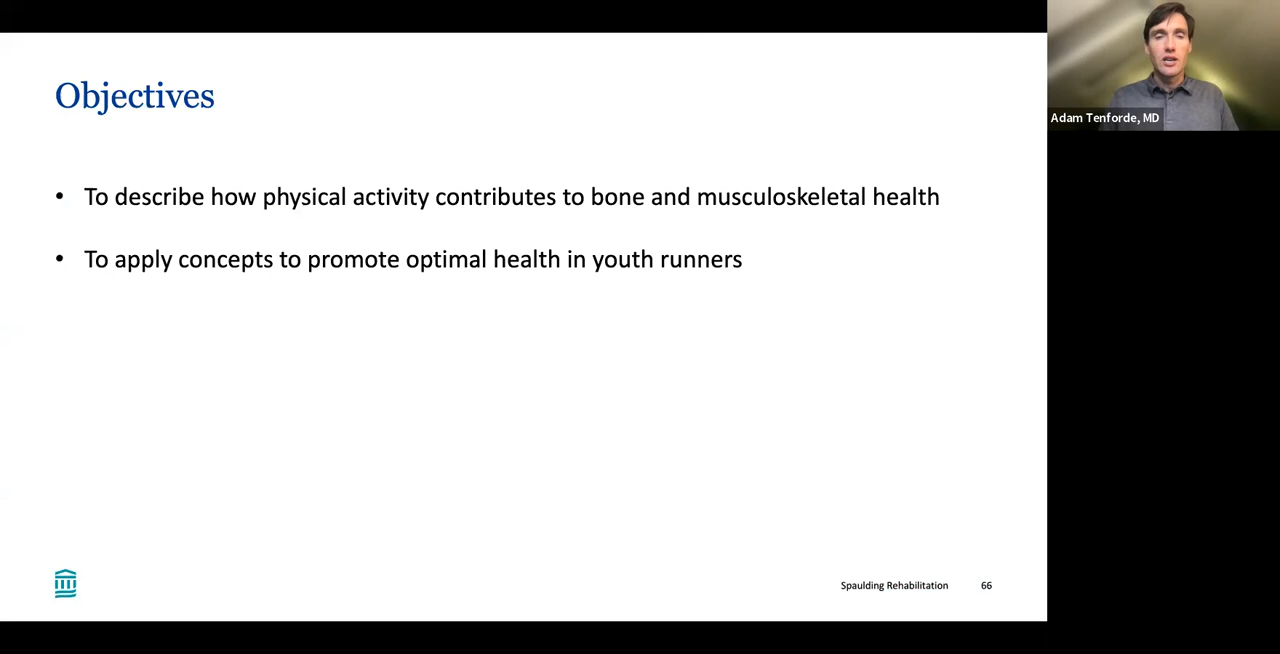 Objectives
• To describe how physical activity contributes to bone and musculoskeletal health
• To apply concepts to promote optimal health in youth runners
Spaulding Rehabilitation 66
Adam Tenforde, MD